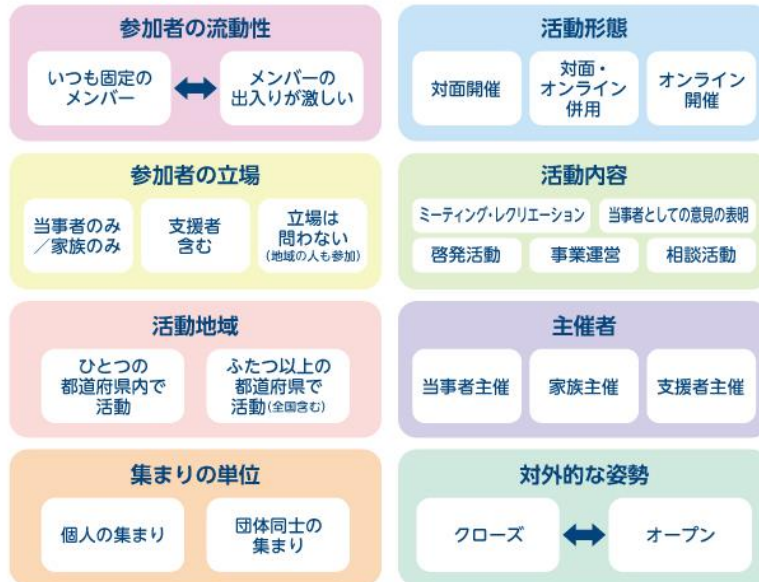 参加者の流動性
いつも固定の
メンバー
メンバーの
出入りが激しい
活動形態
対面開催
対面・
オンライン
併用
オンライン
開催
参加者の立場
当事者のみ
／家族のみ
支援者
含む
立場は
問わない
(地域の人も参加)
活動内容
ミーティング・レクリエーション
当事者としての意見の表明
啓発活動
事業運営
相談活動
活動地域
ひとつの
都道府県内で
活動
ふたつ以上の
都道府県で
活動(全国含む)
主催者
当事者主催
家族主催
支援者主催
集まりの単位
個人の集まり
団体同士の
集まり
対外的な姿勢
クローズ
オープン